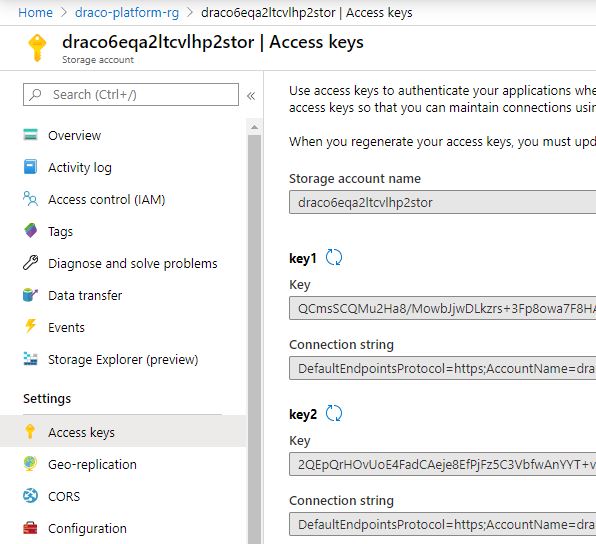 Home > draco-platform-rg > draco6eqa2ltcvlhp2stor | Access keys
draco6eqa2ltcvlhp2stor | Access keys
Storage account
Search (Ctrl+/)
«
Overview
Activity log
Access control (IAM)
Tags
Diagnose and solve problems
Data transfer
Events
Storage Explorer (preview)
Settings
Access keys
Geo-replication
CORS
Configuration
Use access keys to authenticate your applications whe
access keys so that you can maintain connections usin
When you regenerate your access keys, you must upd
Storage account name
draco6eqa2ltcvlhp2stor
key1
Key
QCmsSCQMu2Ha8/MowbJjwDLkzrs+3Fp8owa7F8HA
Connection string
DefaultEndpointsProtocol=https;AccountName=dra
key2
Key
2QEpQrHOvUoE4FadCAeje8EfPjFz5C3VbfwAnYYT+v
Connection string
DefaultEndpointsProtocol=https;AccountName=dra